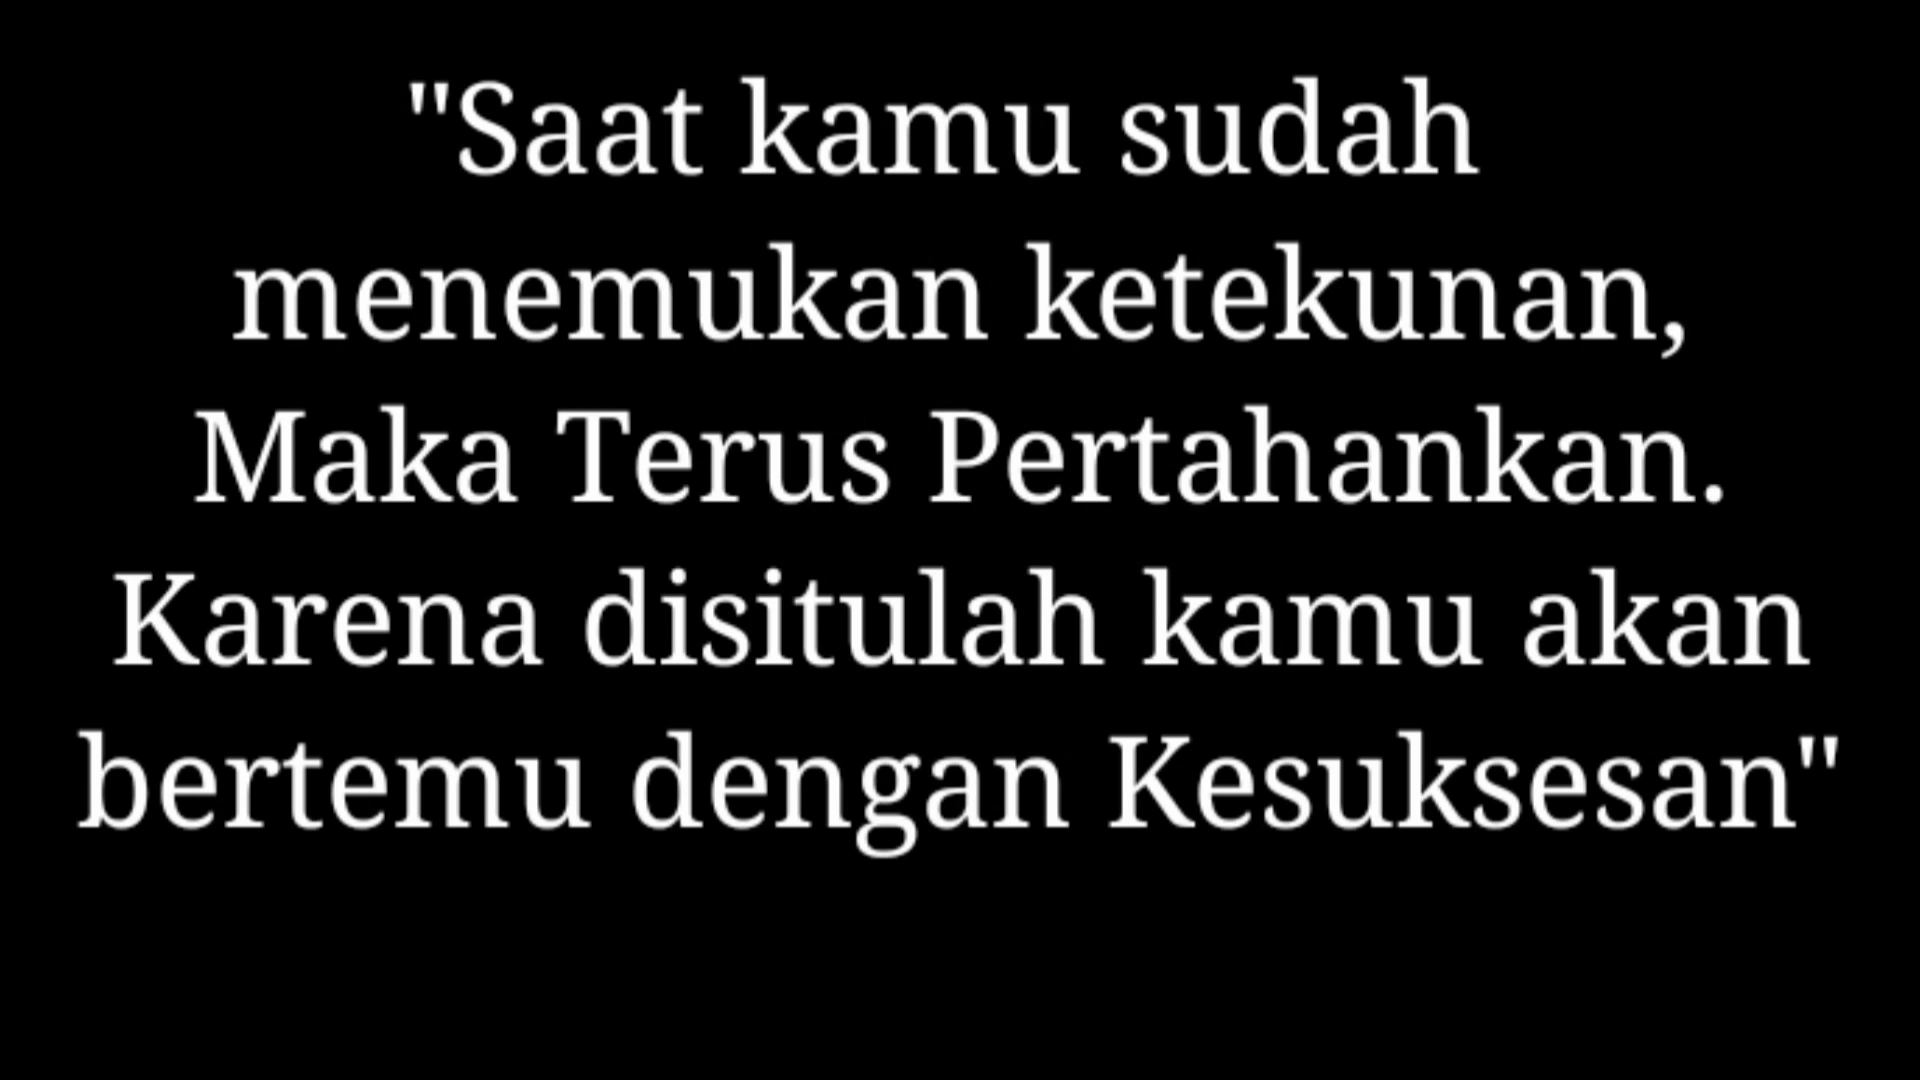 "Saat kamu sudah
menemukan ketekunan,
Maka Terus Pertahankan.
Karena disitulah kamu akan
bertemu dengan Kesuksesan"